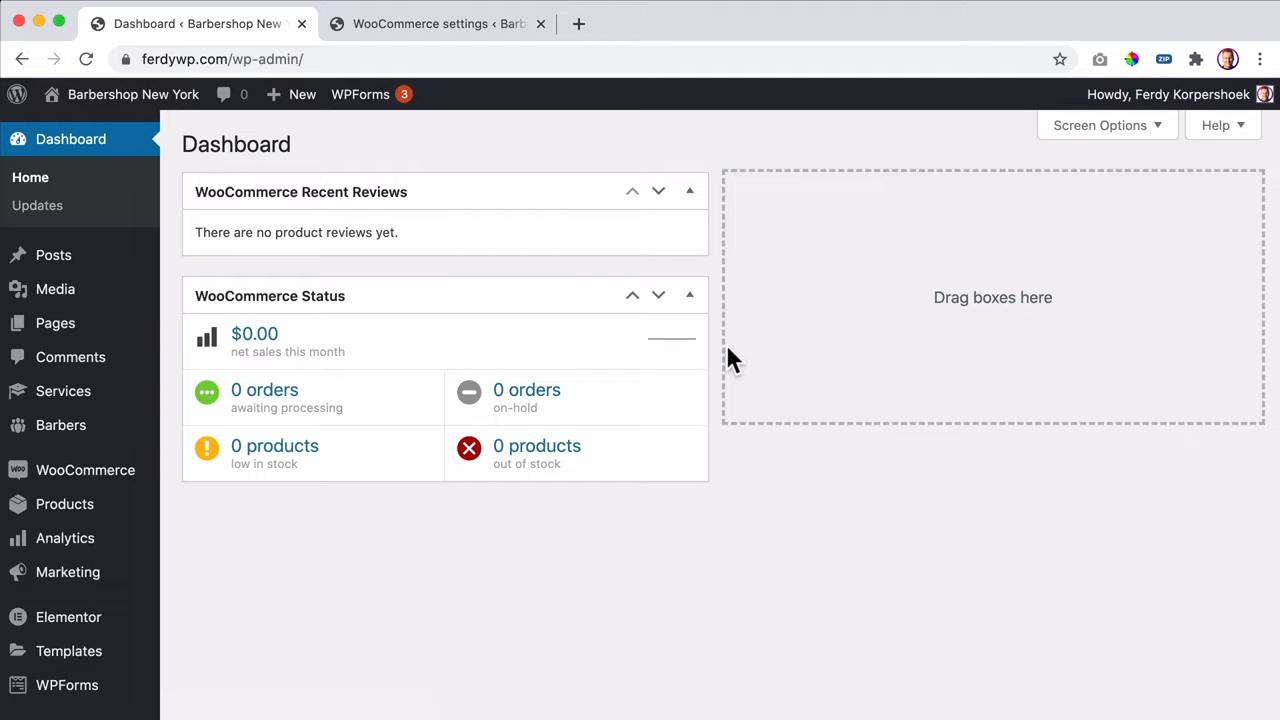 Dashboard ‹ Barbershop New
WooCommerce settings ‹ Barb
ferdywp.com/wp-admin/
ZIP
Barbershop New York
0
New
WPForms 3
Howdy, Ferdy Korpershoek
Dashboard
Home
Updates
Posts
Media
Pages
Comments
Services
Barbers
WOO WooCommerce
Products
Analytics
Marketing
Elementor
Templates
WPForms
Screen Options
Help
Dashboard
WooCommerce Recent Reviews
There are no product reviews yet.
WooCommerce Status
$0.00
net sales this month
0 orders
awaiting processing
0 orders
on-hold
0 products
low in stock
0 products
out of stock
Drag boxes here